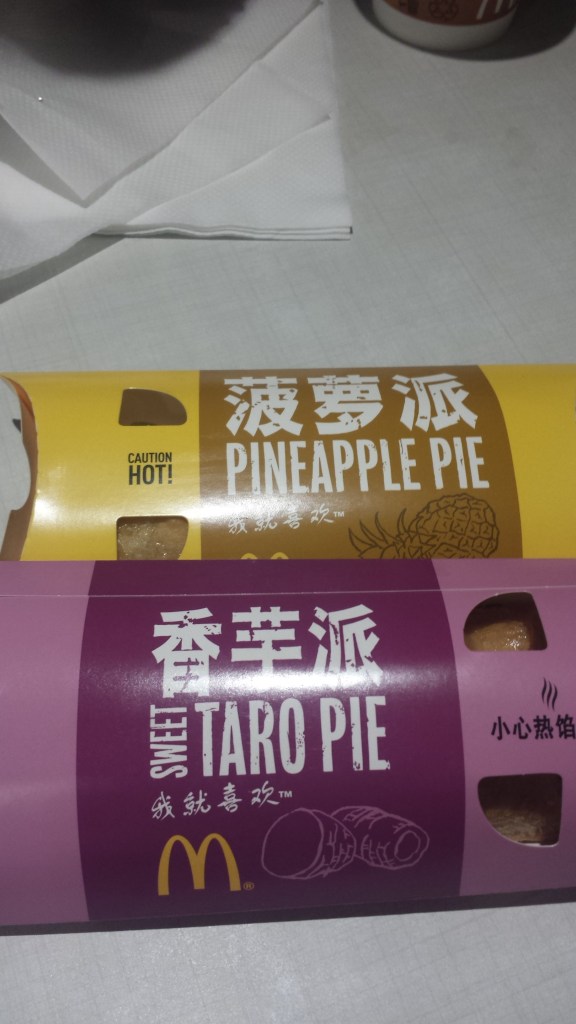 菠萝派
PINEAPPLE PIE
CAUTION
HOT!
我就喜欢™
香芋派
SWEET
TARO PIE
我就喜欢™
®
小心热馅